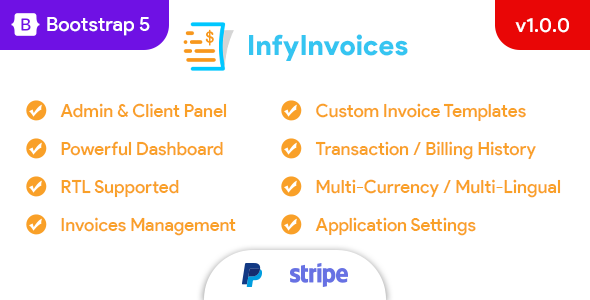 B Bootstrap 5
v1.0.0
$
InfyInvoices
Admin & Client Panel
Custom Invoice Templates
Powerful Dashboard
Transaction / Billing History
RTL Supported
Multi-Currency / Multi-Lingual
Invoices Management
Application Settings
stripe